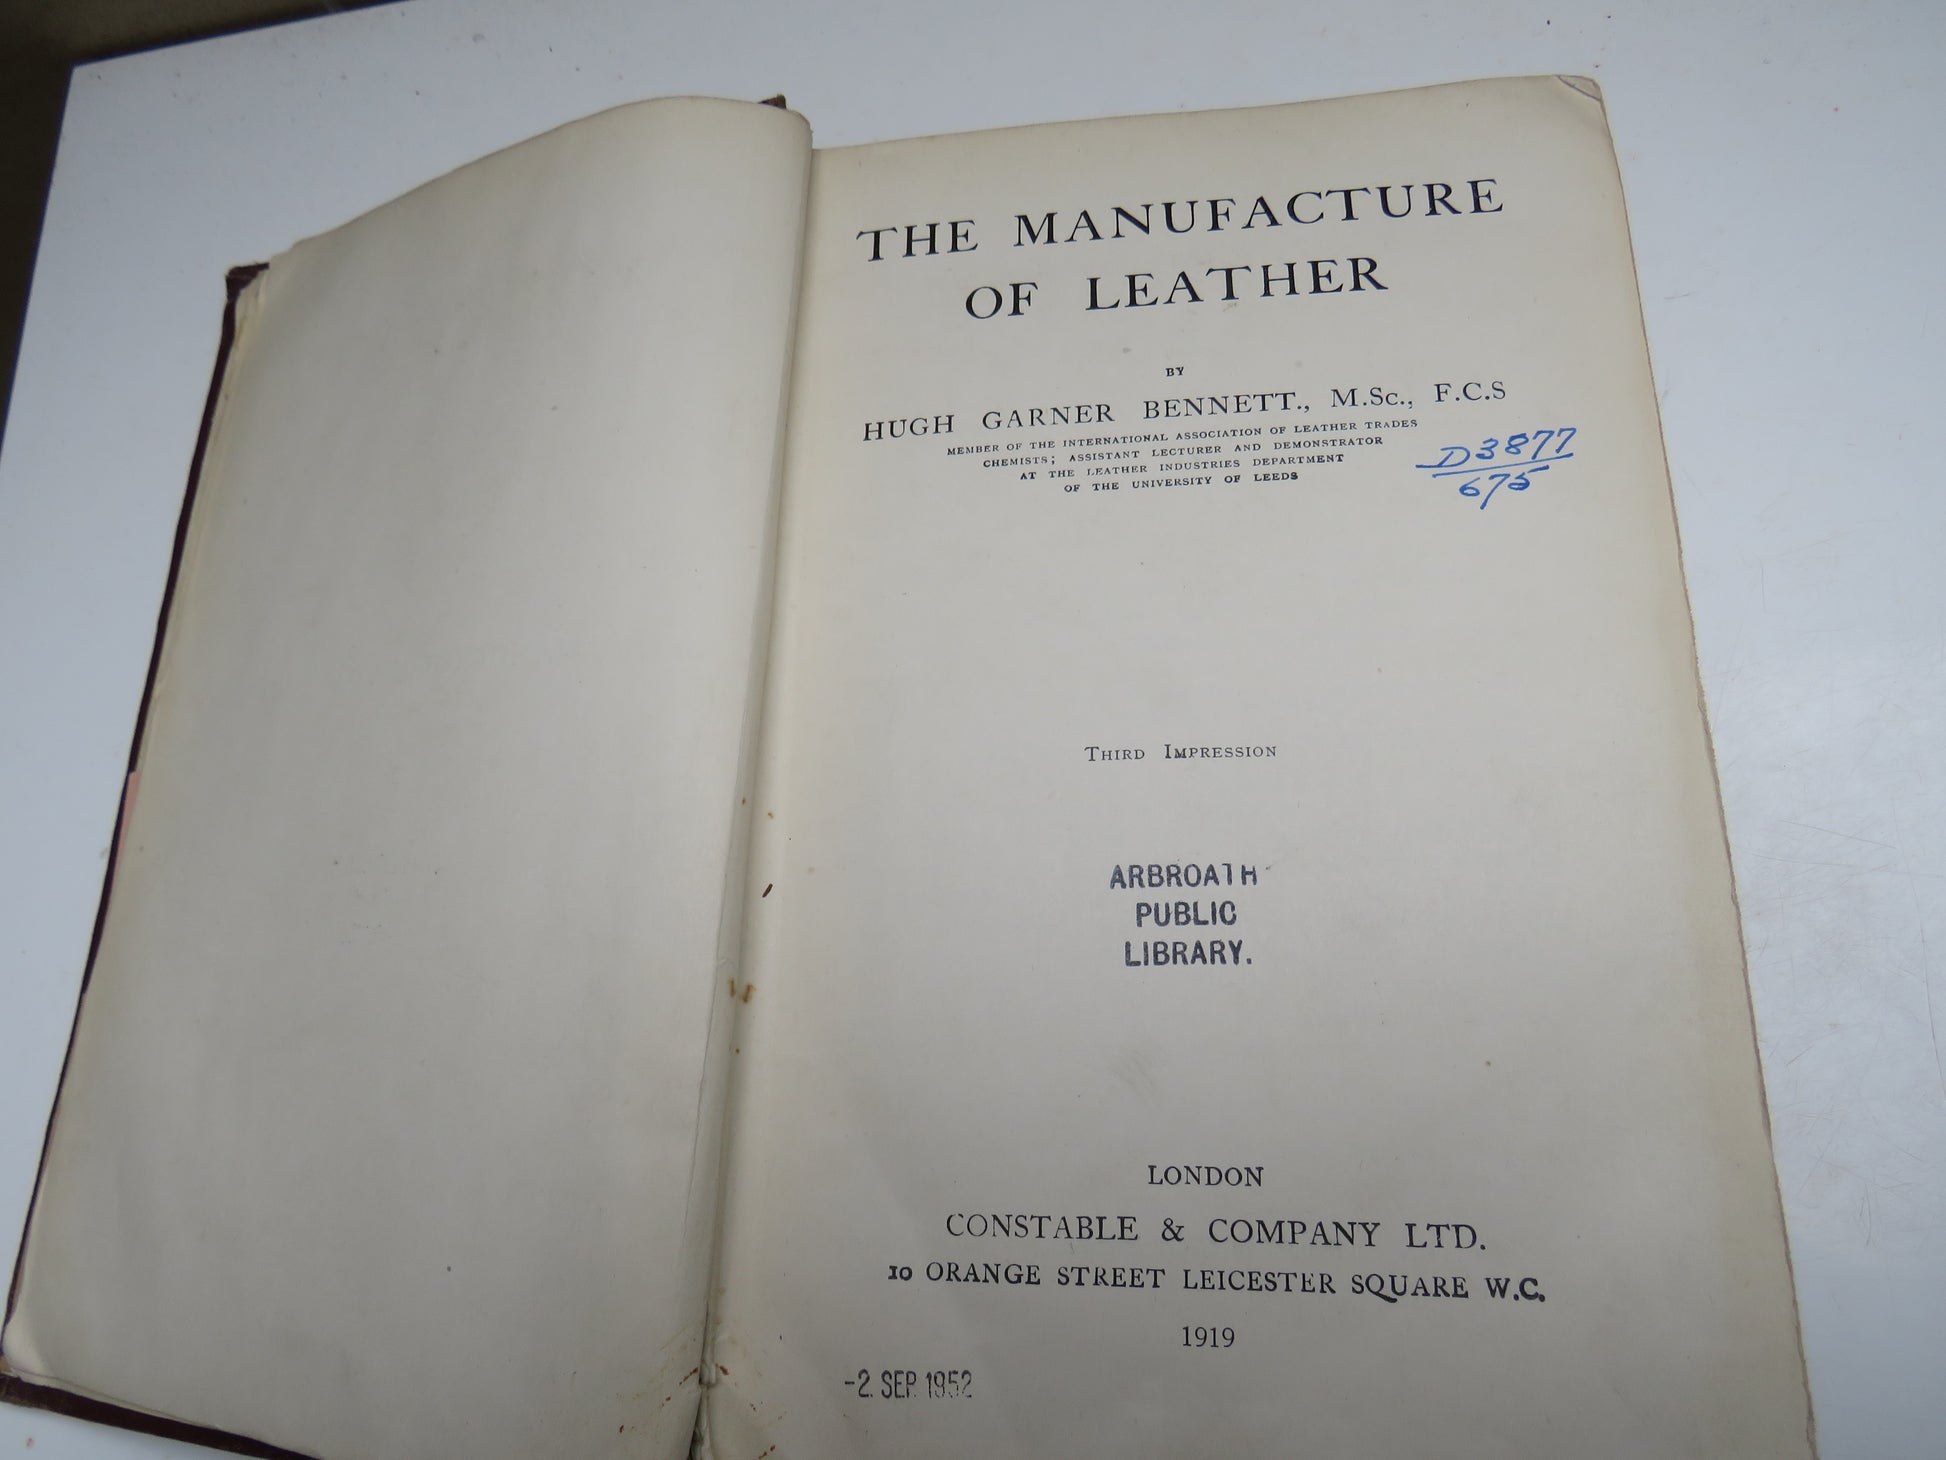 THE MANUFACTURE
OF LEATHER
BY
HUGH GARNER BENNETT., M.Sc., F.C.S
MEMBER OF THE INTERNATIONAL ASSOCIATION OF LEATHER TRADES
CHEMISTS; ASSISTANT LECTURER AND DEMONSTRATOR
AT THE LEATHER INDUSTRIES DEPARTMENT
OF THE UNIVERSITY OF LEEDS
D3877
675
THIRD IMPRESSION
ARBROATH
PUBLIC
LIBRARY.
LONDON
CONSTABLE & COMPANY LTD.
10 ORANGE STREET LEICESTER SQUARE W.C.
1919
-2. SEP. 1952